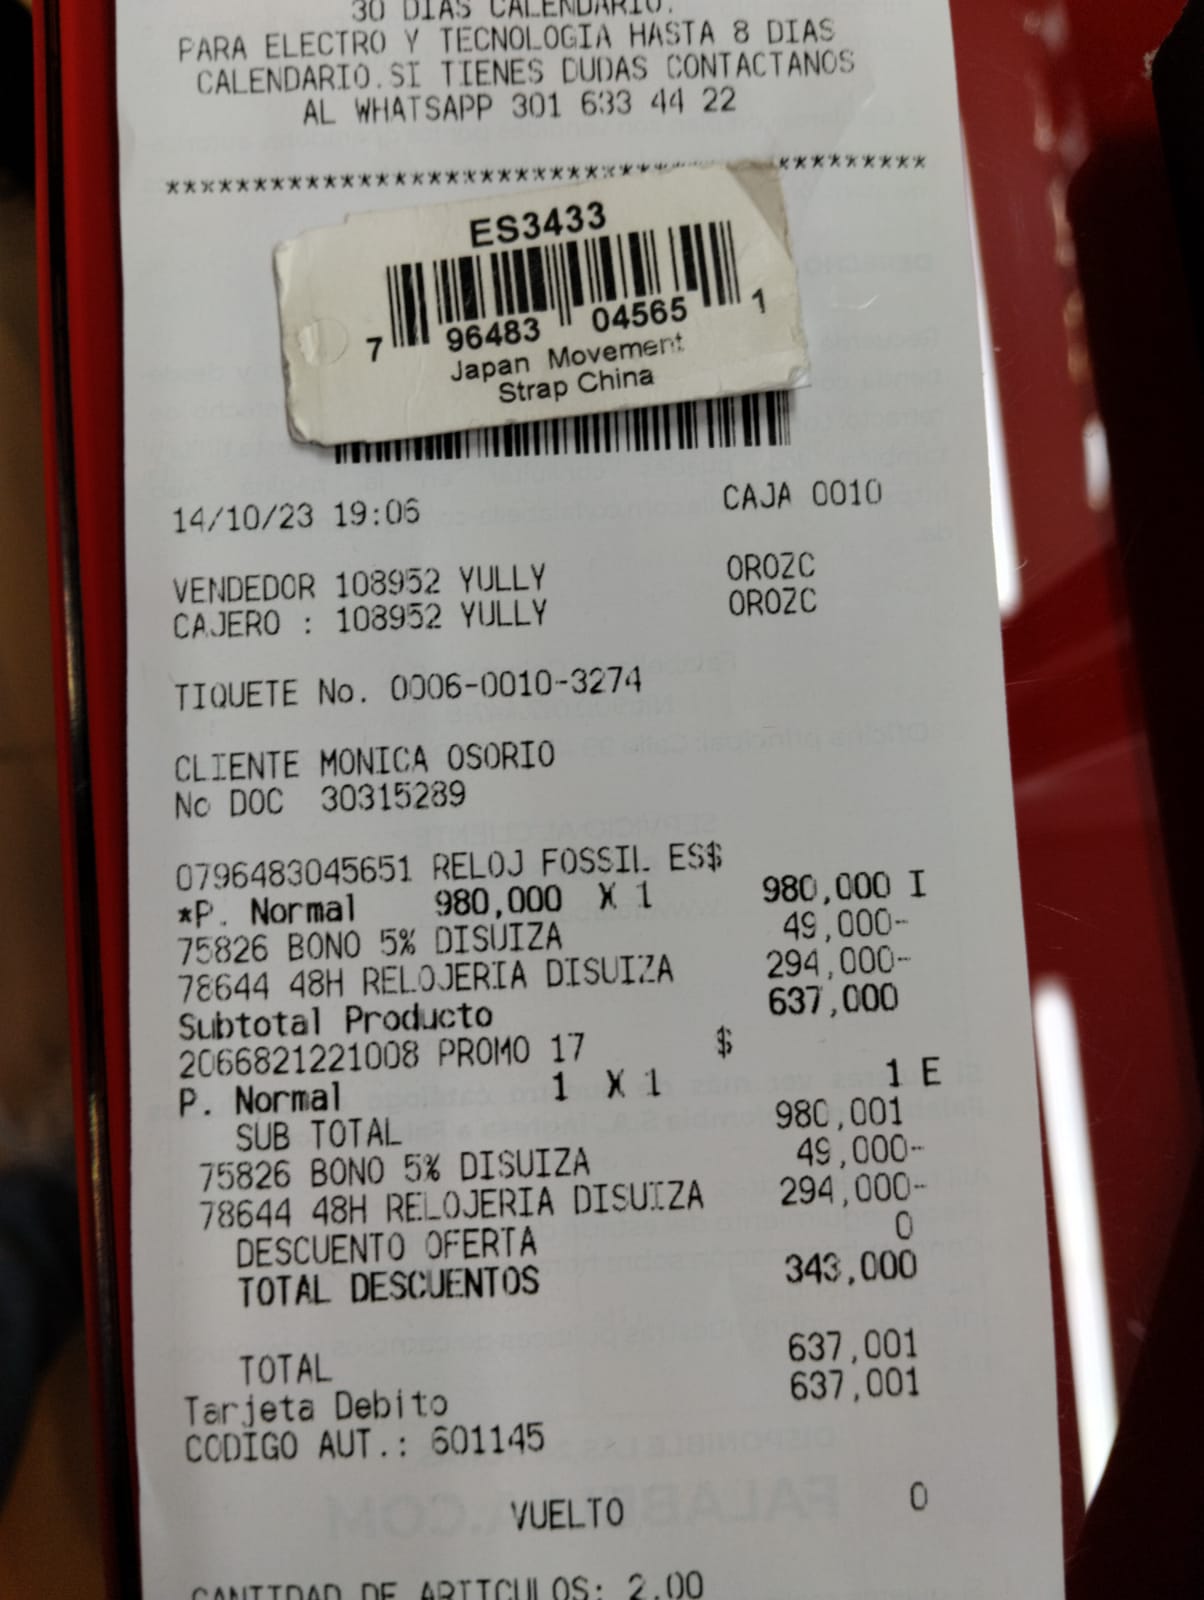 30 DIAS CALENDARIO.
PARA ELECTRO Y TECNOLOGIA HASTA 8 DIAS
CALENDARIO.SI TIENES DUDAS CONTACTANOS
AL WHATSAPP 301 633 44 22
ES3433
7 96483 04565 1
Japan Movement
Strap China
14/10/23 19:06 CAJA 0010
VENDEDOR 108952 YULLY OROZC
CAJERO : 108952 YULLY OROZC
TIQUETE No. 0006-0010-3274
CLIENTE MONICA OSORIO
No DOC 30315289
0796483045651 RELOJ FOSSIL ES$
*P. Normal 980,000 X 1 980,000 I
75826 BONO 5% DISUIZA 49,000-
78644 48H RELOJERIA DISUIZA 294,000-
Subtotal Producto 637,000
2066821221008 PROMO 17 $
P. Normal 1 X 1 1 E
SUB TOTAL 980,001
75826 BONO 5% DISUIZA 49,000-
78644 48H RELOJERIA DISUIZA 294,000-
DESCUENTO OFERTA 0
TOTAL DESCUENTOS 343,000
TOTAL 637,001
Tarjeta Debito 637,001
CODIGO AUT.: 601145
VUELTO 0
CANTIDAD DE ARTICULOS: 2.00